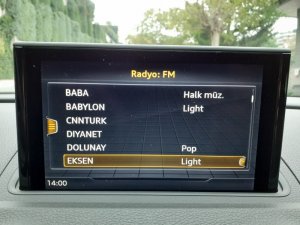 Radyo: FM
BABA Halk müz.
BABYLON Light
CNNTURK
DIYANET
DOLUNAY Pop
EKSEN Light
14:00